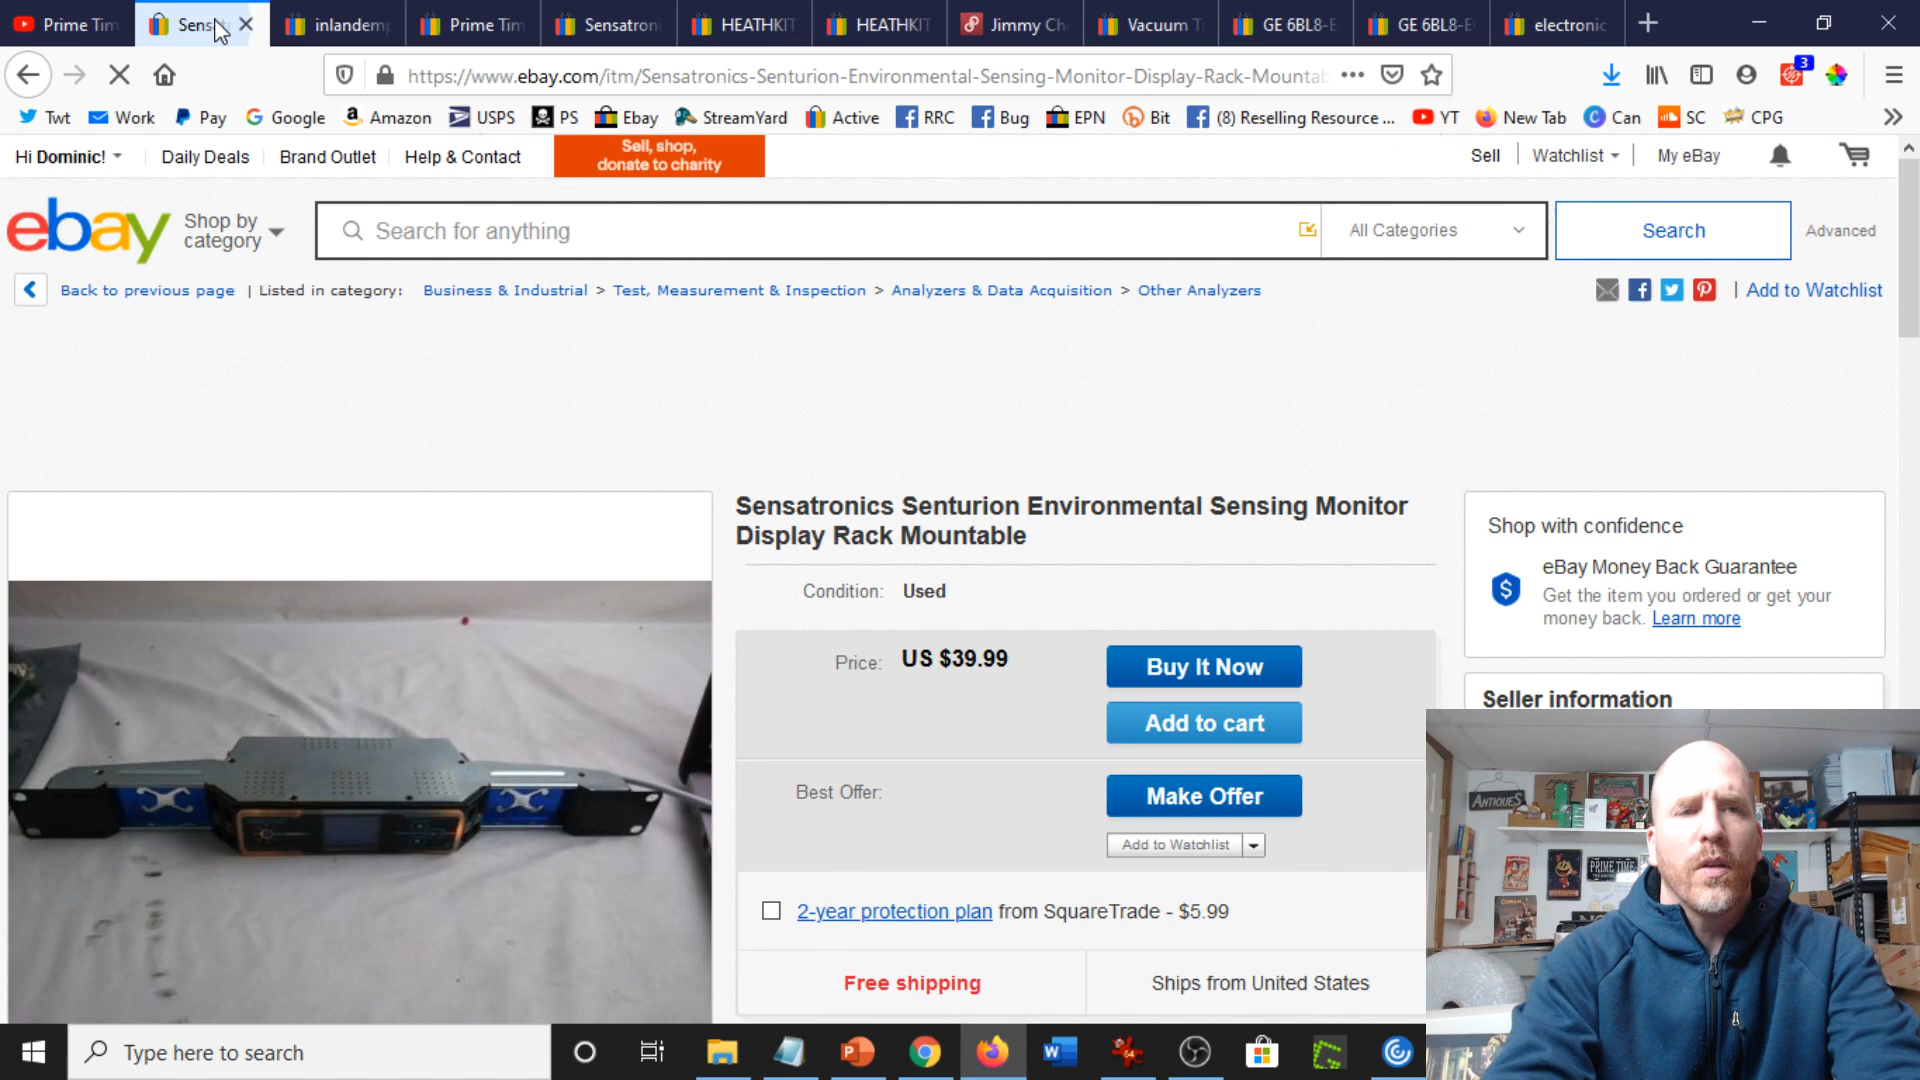 Prime Tim
Sens
inlandem
Prime Tim
Sensatroni
HEATHKIT
HEATHKIT
Jimmy Ch
Vacuum T
GE 6BL8-E
GE 6BL8-E
electronic
https://www.ebay.com/itm/Sensatronics-Senturion-Environmental-Sensing-Monitor-Display-Rack-Mountab
3
Twt Work Pay Google Amazon USPS PS Ebay StreamYard Active RRC Bug EPN Bit (8) Reselling Resource ... YT New Tab Can SC CPG
Hi Dominic! Daily Deals Brand Outlet Help & Contact
Sell, shop,
donate to charity
Sell Watchlist My eBay
ebay
Shop by
category
Search for anything
All Categories
Search
Advanced
Back to previous page | Listed in category: Business & Industrial > Test, Measurement & Inspection > Analyzers & Data Acquisition > Other Analyzers
| Add to Watchlist
Sensatronics Senturion Environmental Sensing Monitor
Display Rack Mountable
Condition: Used
Price: US $39.99
Buy It Now
Add to cart
Best Offer:
Make Offer
Add to Watchlist
2-year protection plan from SquareTrade - $5.99
Free shipping
Ships from United States
Shop with confidence
eBay Money Back Guarantee
Get the item you ordered or get your
money back. Learn more
Seller information
ANTIQUES
PRIME TIME
CONAN
Type here to search